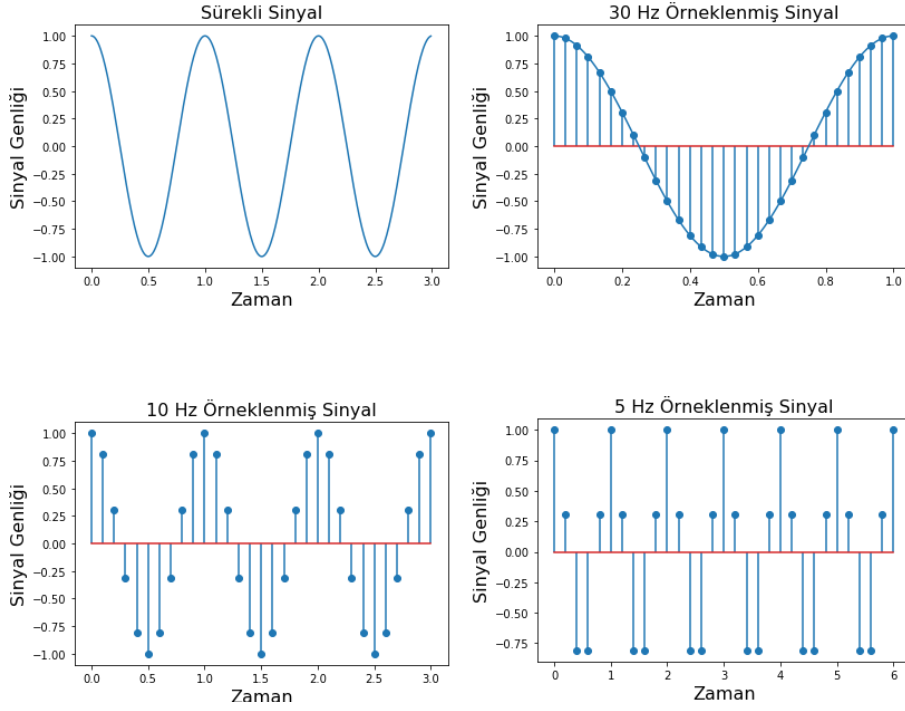 Sürekli Sinyal
1.00
0.75
0.50
0.25
0.00
−0.25
−0.50
−0.75
−1.00
Sinyal Genliği
0.0 0.5 1.0 1.5 2.0 2.5 3.0
Zaman
30 Hz Örneklenmiş Sinyal
1.00
0.75
0.50
0.25
0.00
−0.25
−0.50
−0.75
−1.00
Sinyal Genliği
0.0 0.2 0.4 0.6 0.8 1.0
Zaman
10 Hz Örneklenmiş Sinyal
1.00
0.75
0.50
0.25
0.00
−0.25
−0.50
−0.75
−1.00
Sinyal Genliği
0.0 0.5 1.0 1.5 2.0 2.5 3.0
Zaman
5 Hz Örneklenmiş Sinyal
1.00
0.75
0.50
0.25
0.00
−0.25
−0.50
−0.75
Sinyal Genliği
0 1 2 3 4 5 6
Zaman